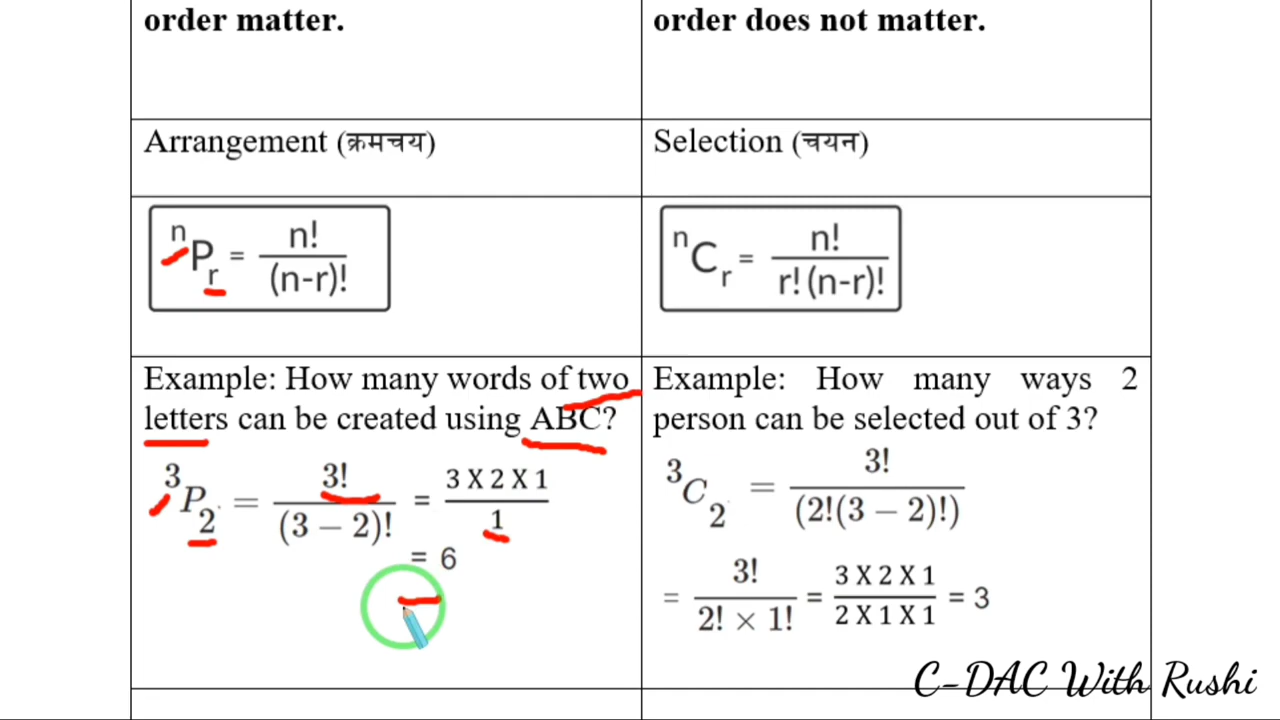 order matter.
order does not matter.
Arrangement (क्रमचय)
Selection (चयन)
nPr = n! / (n-r)!
nCr = n! / r! (n-r)!
Example: How many words of two
letters can be created using ABC?
3P2 = 3! / (3 − 2)! = 3 X 2 X 1 / 1
= 6
Example: How many ways 2
person can be selected out of 3?
3C2 = 3! / (2!(3 − 2)!)
= 3! / 2! × 1! = 3 X 2 X 1 / 2 X 1 X 1 = 3
C-DAC With Rushi